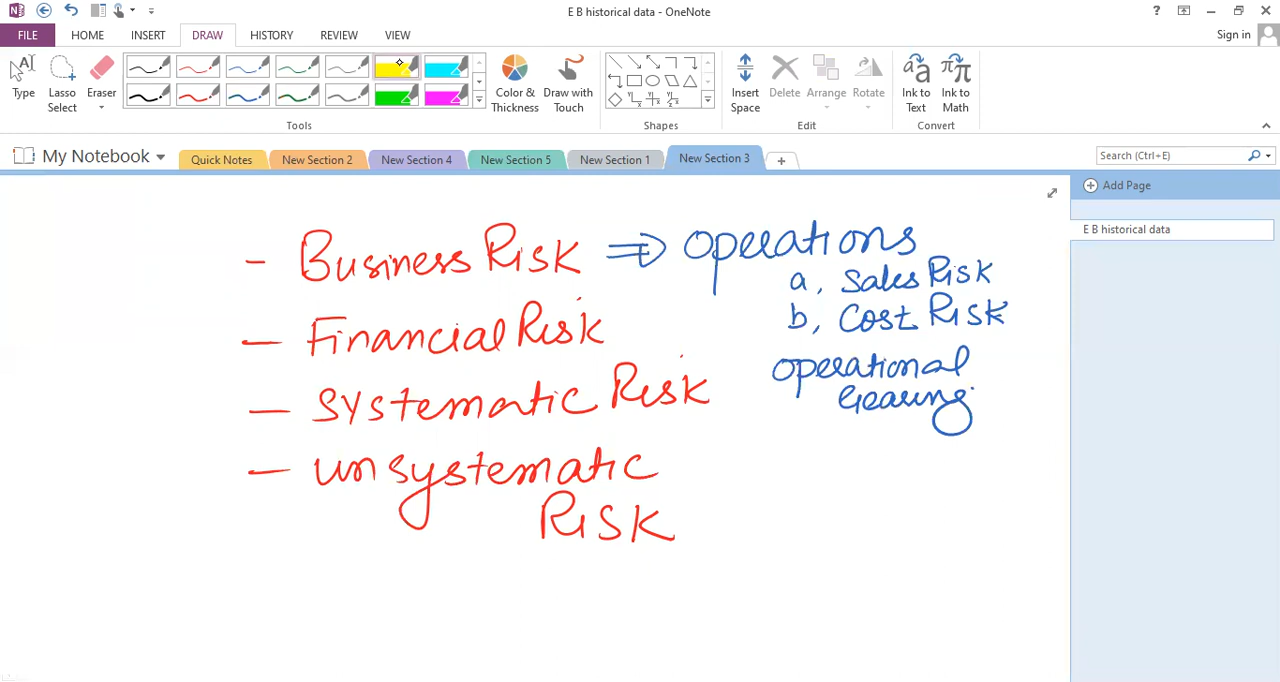 E B historical data - OneNote
? 
Sign in
FILE HOME INSERT DRAW HISTORY REVIEW VIEW
Type
Lasso Select
Eraser
Color & Thickness
Draw with Touch
Insert Space
Delete
Arrange
Rotate
Ink to Text
Ink to Math
Tools
Shapes
Edit
Convert
My Notebook
Quick Notes New Section 2 New Section 4 New Section 5 New Section 1 New Section 3
Search (Ctrl+E)
Add Page
E B historical data
- Business Risk ⇒ Operations
a, Sales Risk
b, Cost Risk
- Financial Risk
operational
Gearing
- Systematic Risk
- unsystematic
Risk